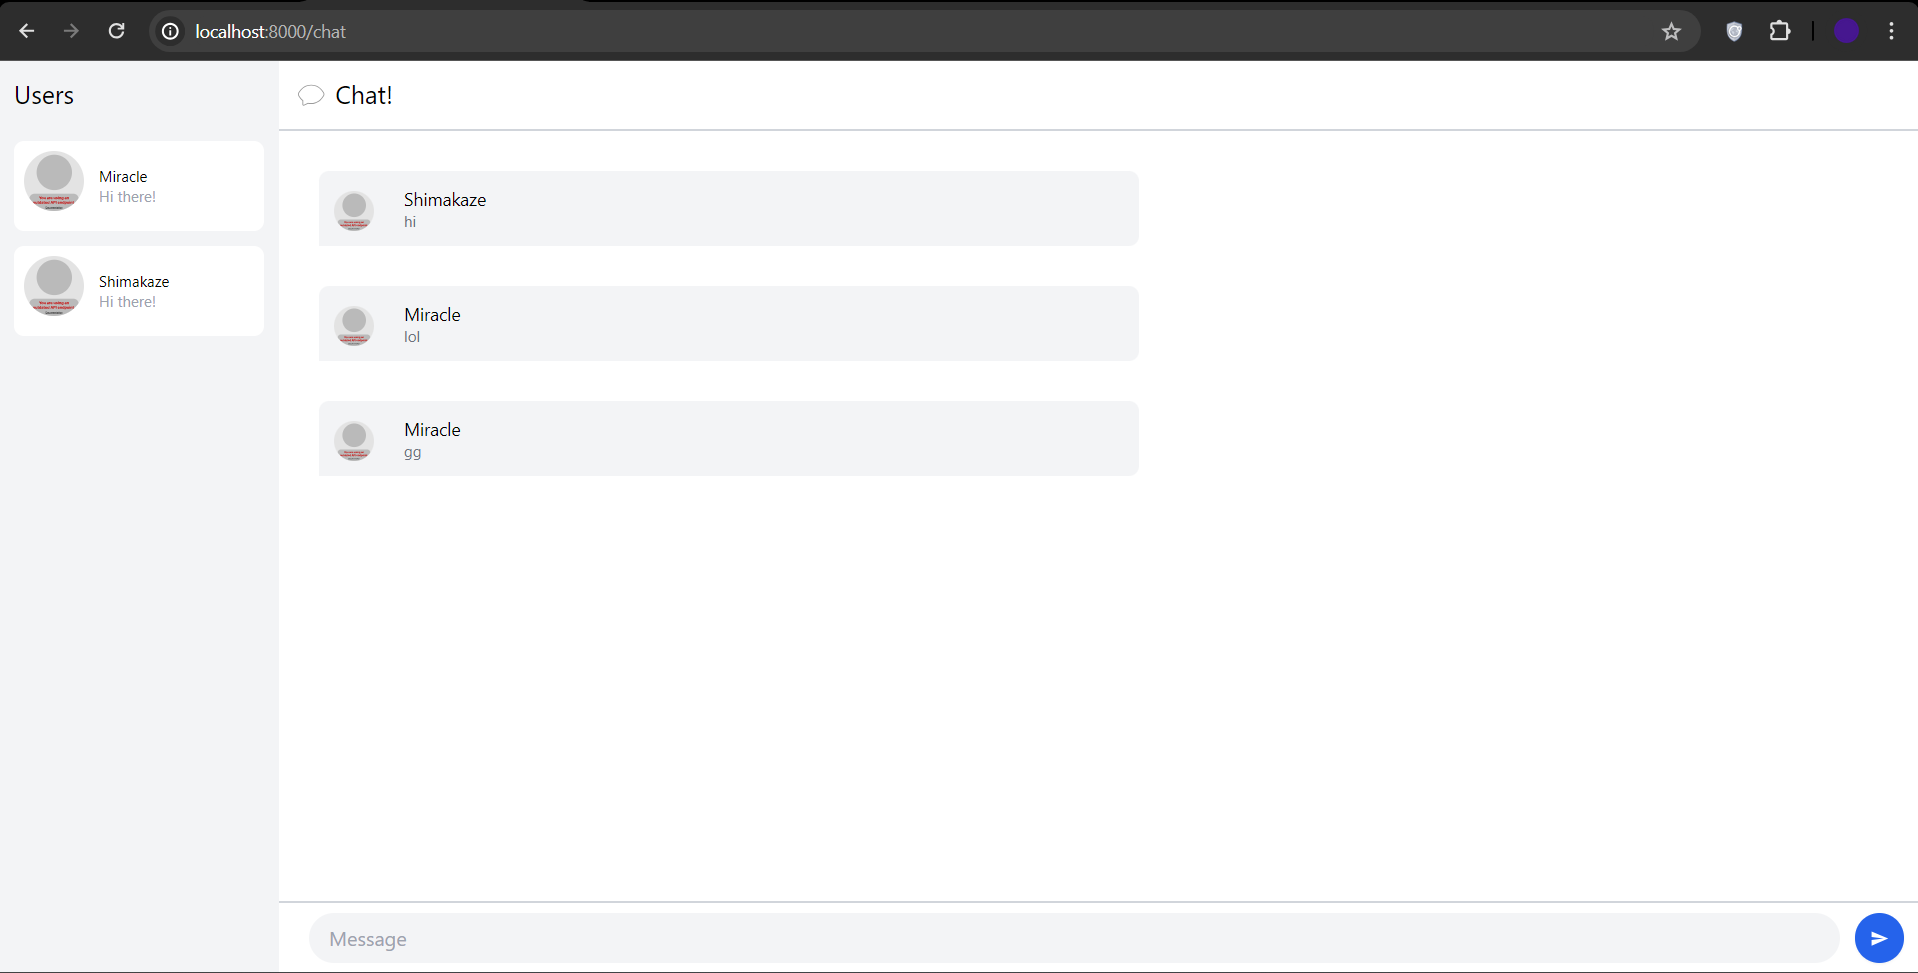 localhost:8000/chat
Users
Miracle
Hi there!
Shimakaze
Hi there!
Chat!
Shimakaze
hi
Miracle
lol
Miracle
gg
Message